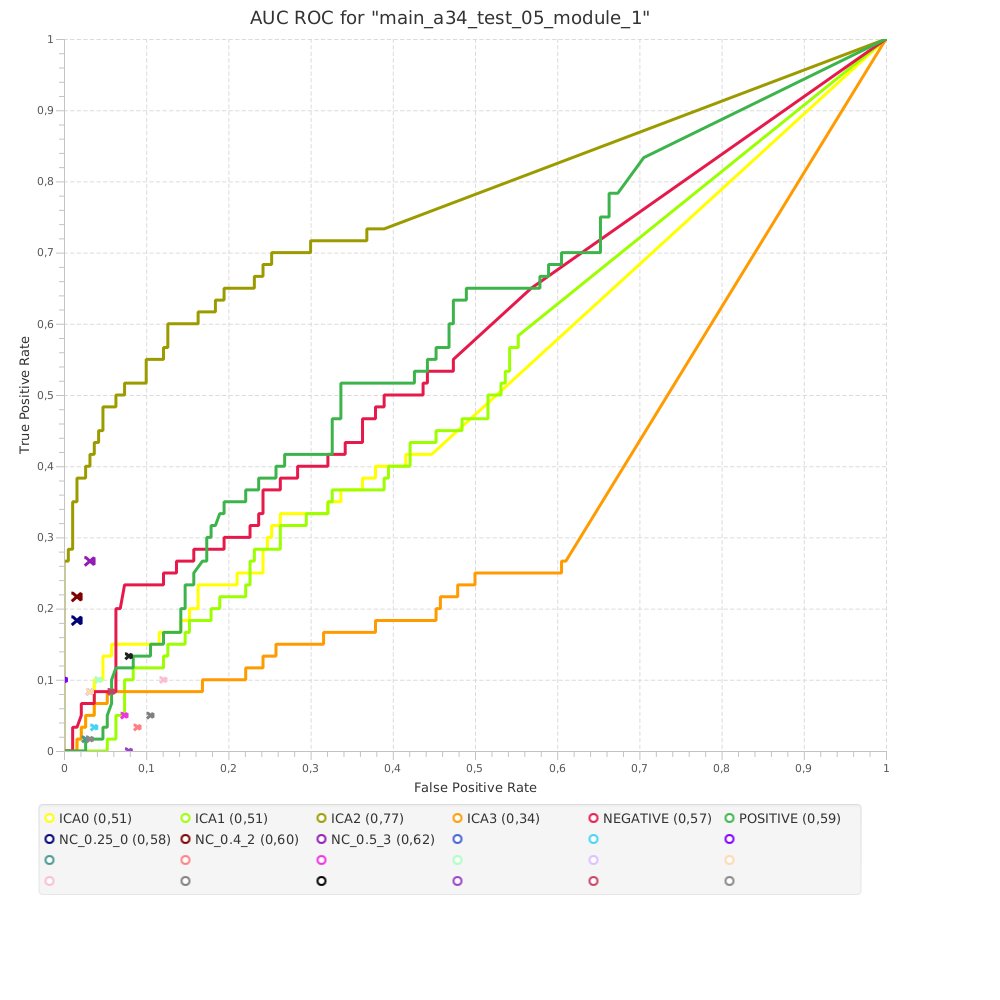 AUC ROC for "main_a34_test_05_module_1"
1
0,9
0,8
0,7
0,6
0,5
0,4
0,3
0,2
0,1
0
True Positive Rate
0 0,1 0,2 0,3 0,4 0,5 0,6 0,7 0,8 0,9 1
False Positive Rate
ICA0 (0,51) ICA1 (0,51) ICA2 (0,77) ICA3 (0,34) NEGATIVE (0,57) POSITIVE (0,59)
NC_0.25_0 (0,58) NC_0.4_2 (0,60) NC_0.5_3 (0,62)